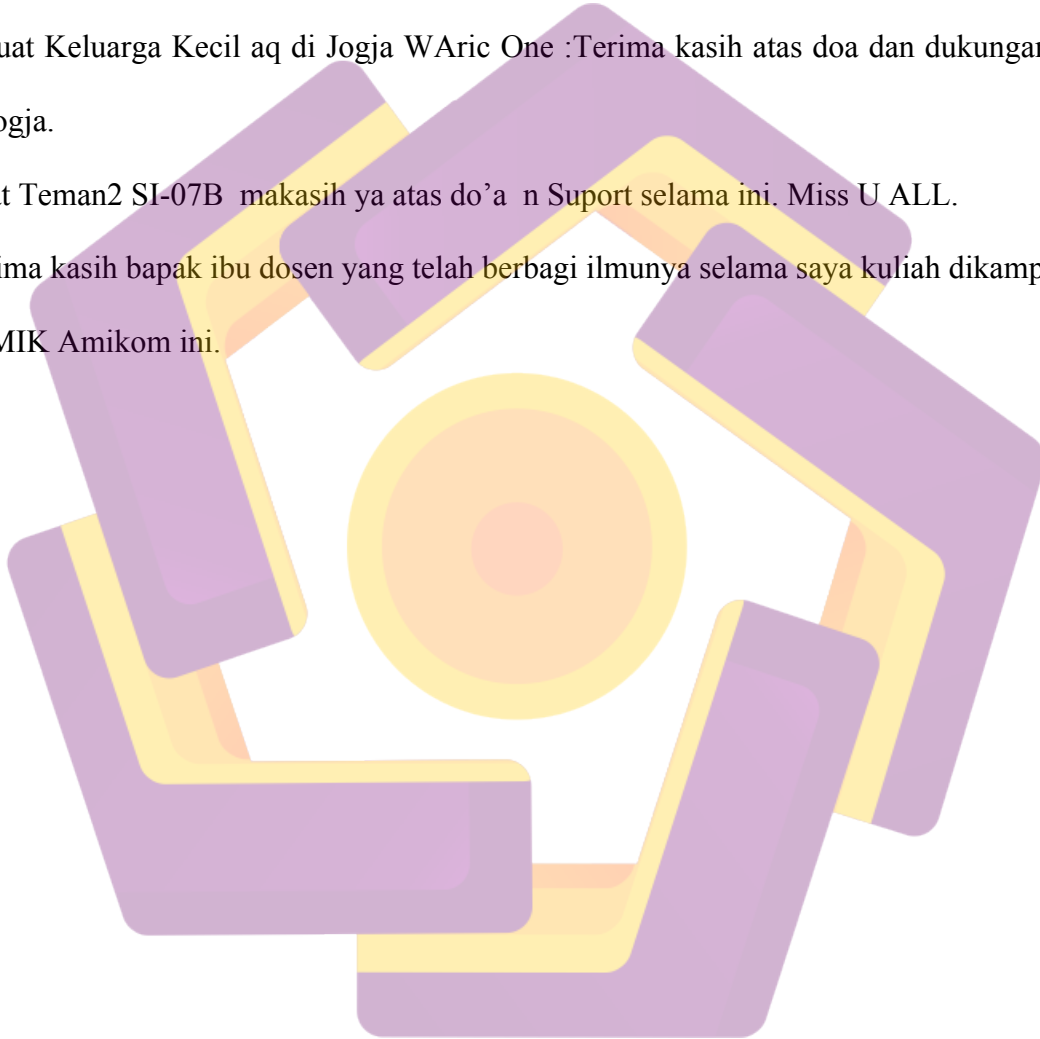 uat Keluarga Kecil aq di Jogja WAric One :Terima kasih atas doa dan dukungan
ogja.
at Teman2 SI-07B makasih ya atas do’a n Suport selama ini. Miss U ALL.
ima kasih bapak ibu dosen yang telah berbagi ilmunya selama saya kuliah dikamp
MIK Amikom ini.